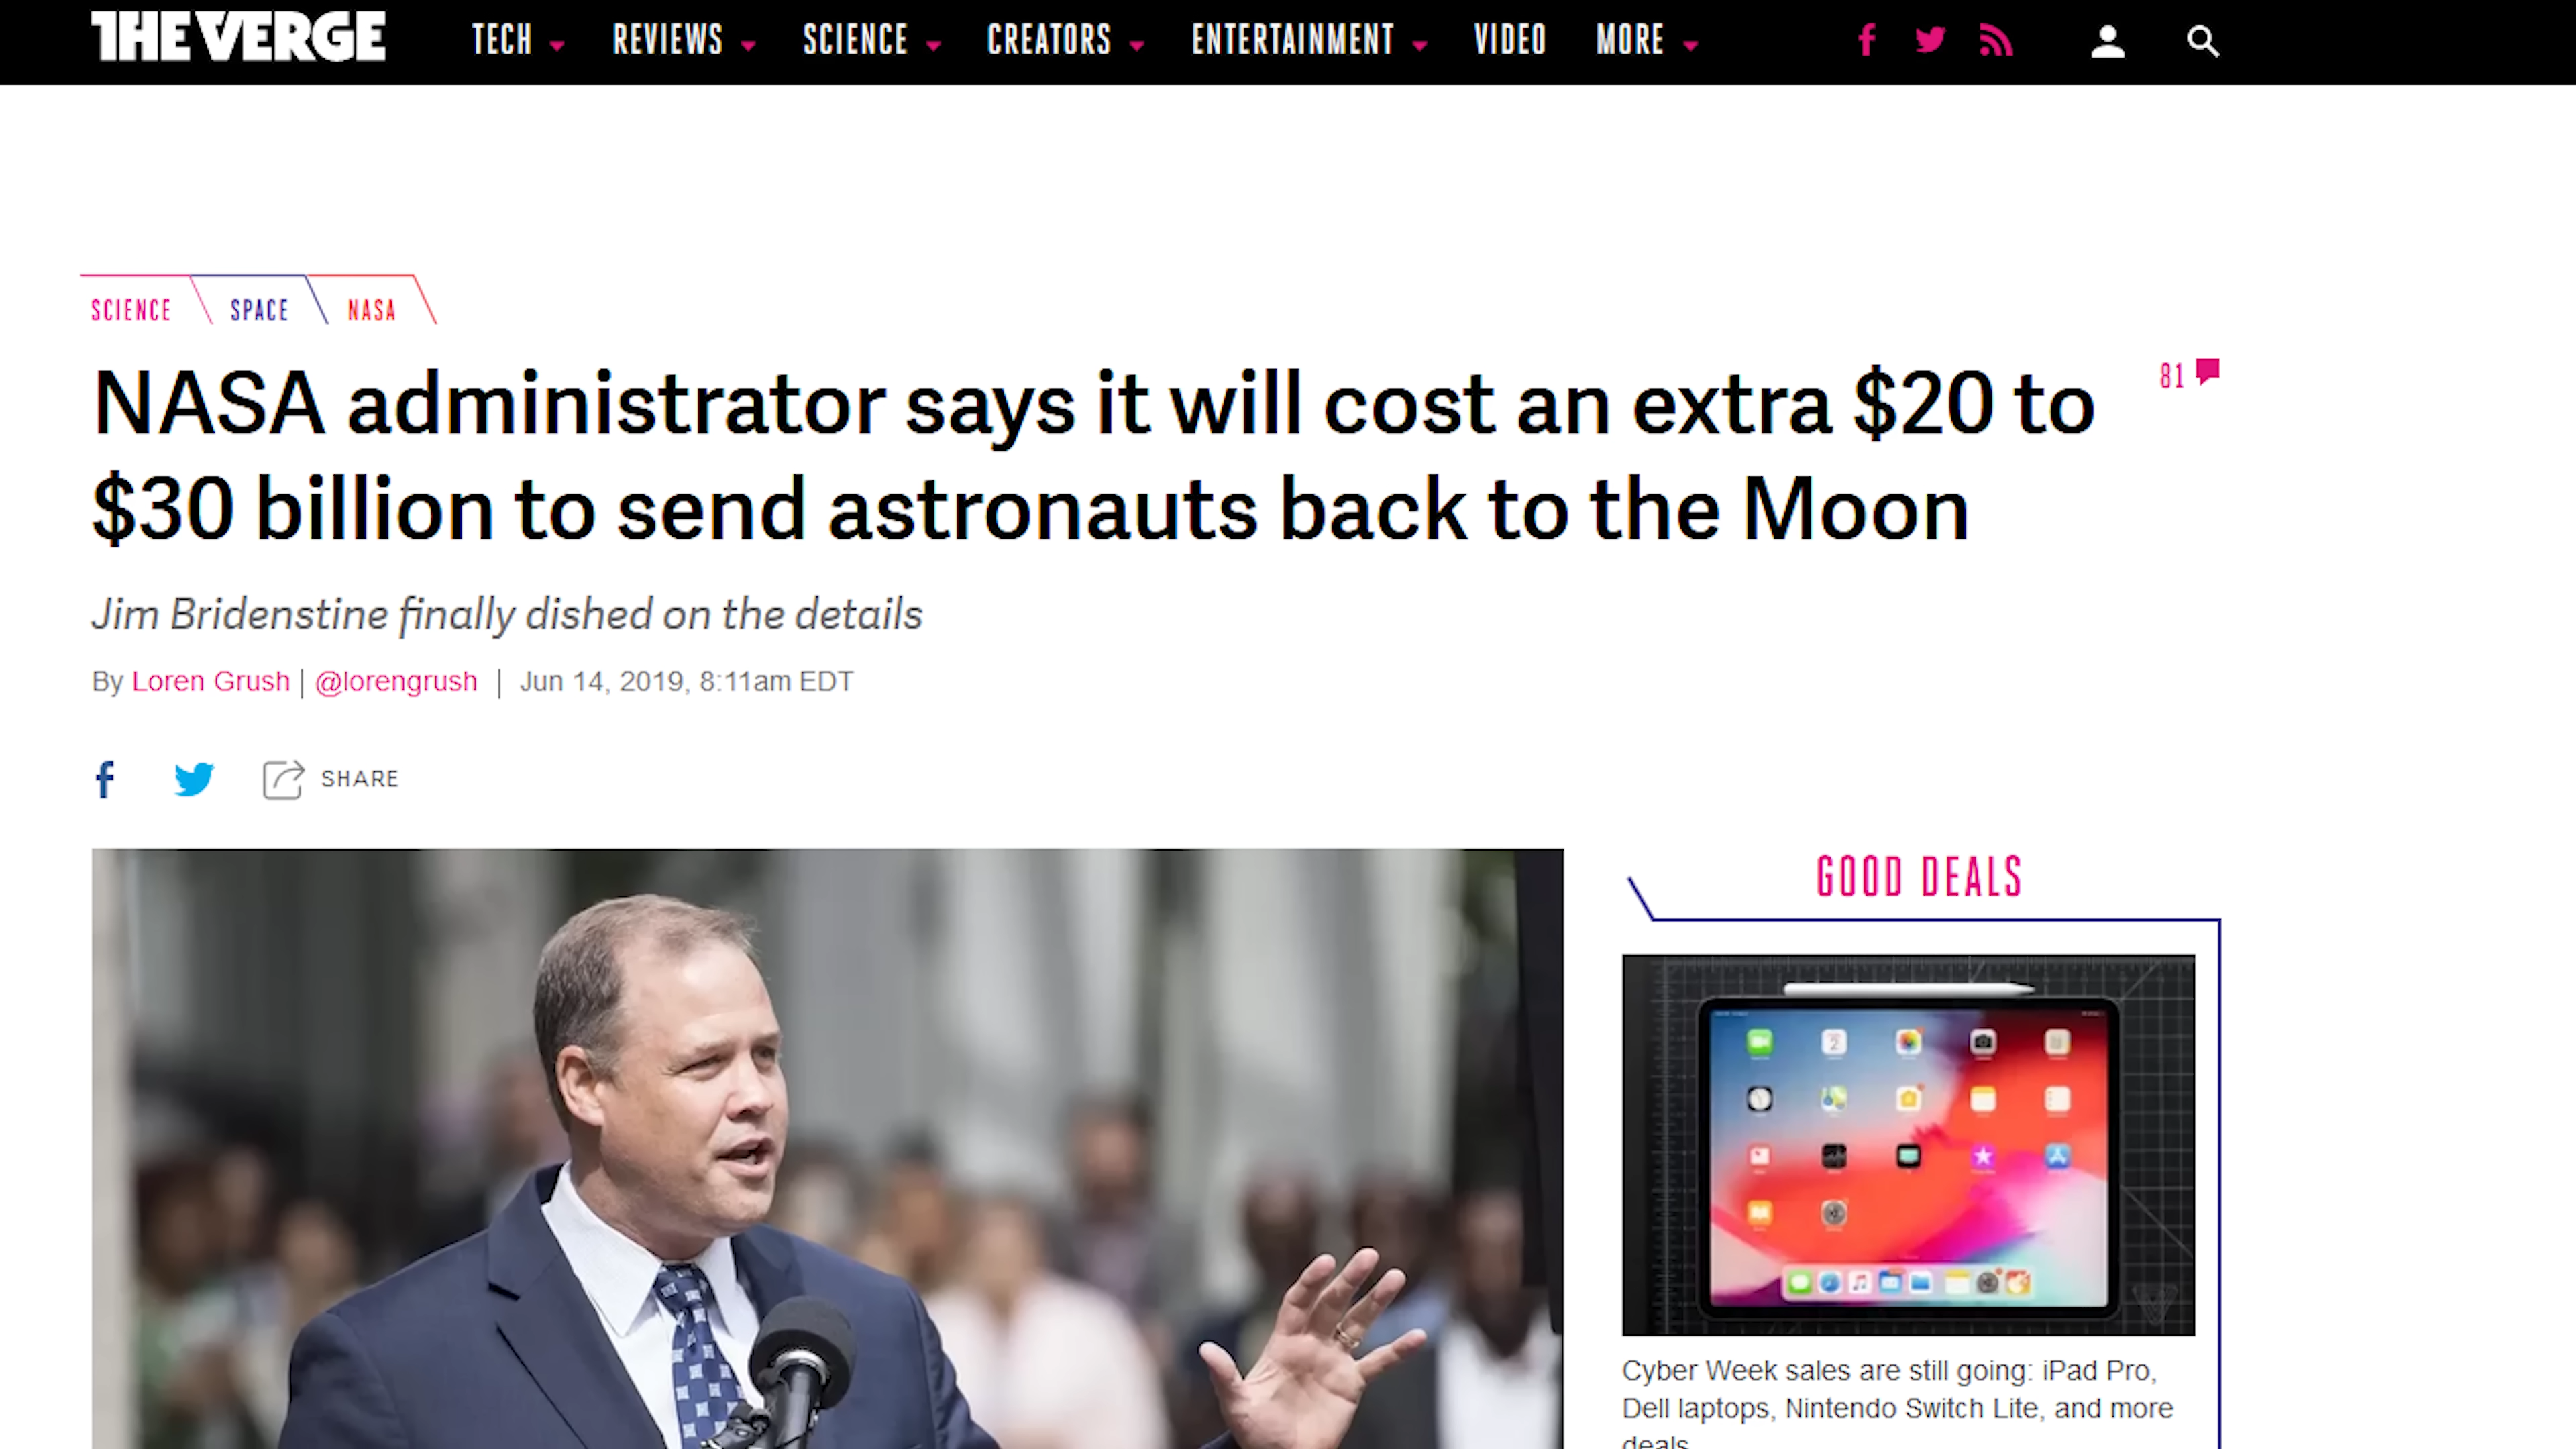 THE VERGE
TECH REVIEWS SCIENCE CREATORS ENTERTAINMENT VIDEO MORE
SCIENCE SPACE NASA
NASA administrator says it will cost an extra $20 to
$30 billion to send astronauts back to the Moon
81
Jim Bridenstine finally dished on the details
By Loren Grush | @lorengrush | Jun 14, 2019, 8:11am EDT
SHARE
GOOD DEALS
Cyber Week sales are still going: iPad Pro,
Dell laptops, Nintendo Switch Lite, and more
deals